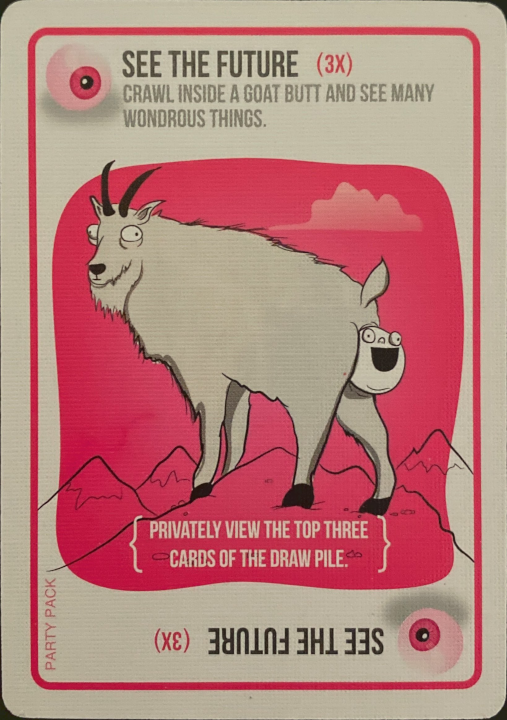 SEE THE FUTURE (3X)
CRAWL INSIDE A GOAT BUTT AND SEE MANY
WONDROUS THINGS.
PRIVATELY VIEW THE TOP THREE
CARDS OF THE DRAW PILE.
PARTY PACK
SEE THE FUTURE (3X)